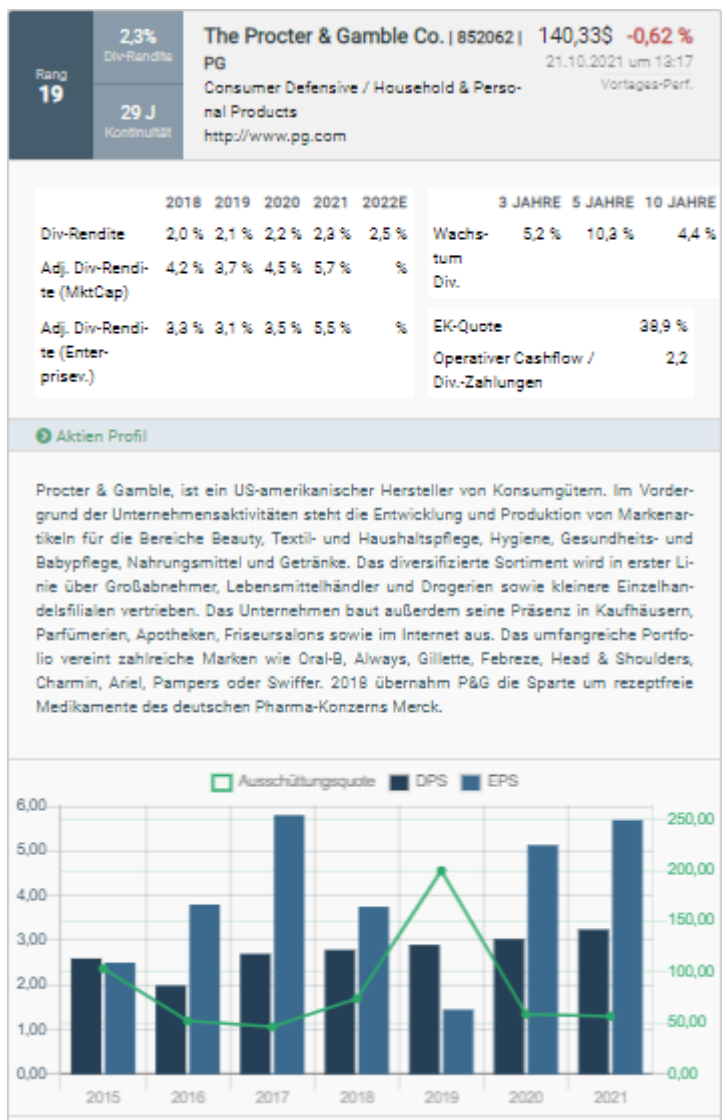 Rang
19
2,3%
Div-Rendite
29 J
Kontinuität
The Procter & Gamble Co. | 852062 |
PG
Consumer Defensive / Household & Perso-
nal Products
http://www.pg.com
140,33$ -0,62 %
21.10.2021 um 13:17
Vortages-Perf.
2018 2019 2020 2021 2022E
Div-Rendite 2,0 % 2,1 % 2,2 % 2,3 % 2,5 %
Adj. Div-Rendi-
te (MktCap) 4,2 % 3,7 % 4,5 % 5,7 % %
Adj. Div-Rendi-
te (Enter-
prisev.) 3,3 % 3,1 % 3,5 % 5,5 % %
3 JAHRE 5 JAHRE 10 JAHRE
Wachs-
tum
Div. 5,2 % 10,3 % 4,4 %
EK-Quote 38,9 %
Operativer Cashflow /
Div.-Zahlungen 2,2
Aktien Profil
Procter & Gamble, ist ein US-amerikanischer Hersteller von Konsumgütern. Im Vorder-
grund der Unternehmensaktivitäten steht die Entwicklung und Produktion von Markenar-
tikeln für die Bereiche Beauty, Textil- und Haushaltspflege, Hygiene, Gesundheits- und
Babypflege, Nahrungsmittel und Getränke. Das diversifizierte Sortiment wird in erster Li-
nie über Großabnehmer, Lebensmittelhändler und Drogerien sowie kleinere Einzelhan-
delsfilialen vertrieben. Das Unternehmen baut außerdem seine Präsenz in Kaufhäusern,
Parfümerien, Apotheken, Friseursalons sowie im Internet aus. Das umfangreiche Portfo-
lio vereint zahlreiche Marken wie Oral-B, Always, Gillette, Febreze, Head & Shoulders,
Charmin, Ariel, Pampers oder Swiffer. 2018 übernahm P&G die Sparte um rezeptfreie
Medikamente des deutschen Pharma-Konzerns Merck.
Ausschüttungsquote DPS EPS
6,00
5,00
4,00
3,00
2,00
1,00
0,00
250,00
200,00
150,00
100,00
50,00
0,00
2015 2016 2017 2018 2019 2020 2021